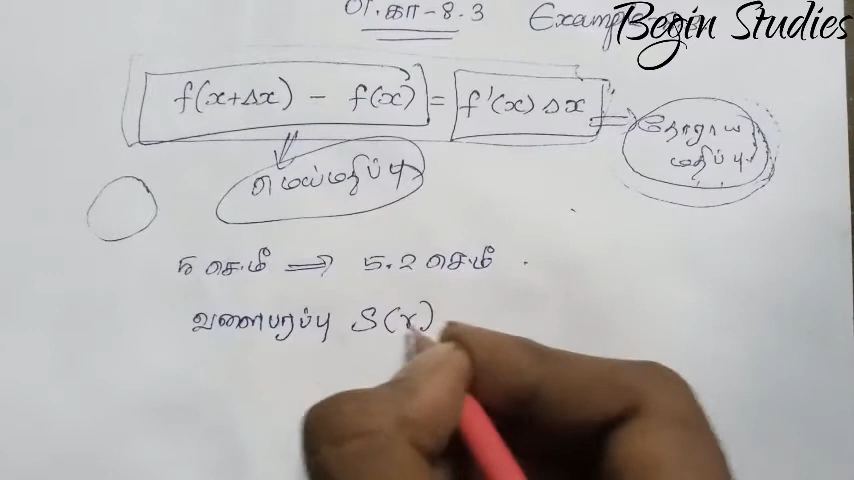 எ.கா-8.3 Example
Begin Studies
f(x+Δx) - f(x) = f'(x) Δx
தோராய
மதிப்பு
மெய்மதிப்பு
5 செ.மீ ⟹ 5.2 செ.மீ.
வளைபரப்பு S(r)